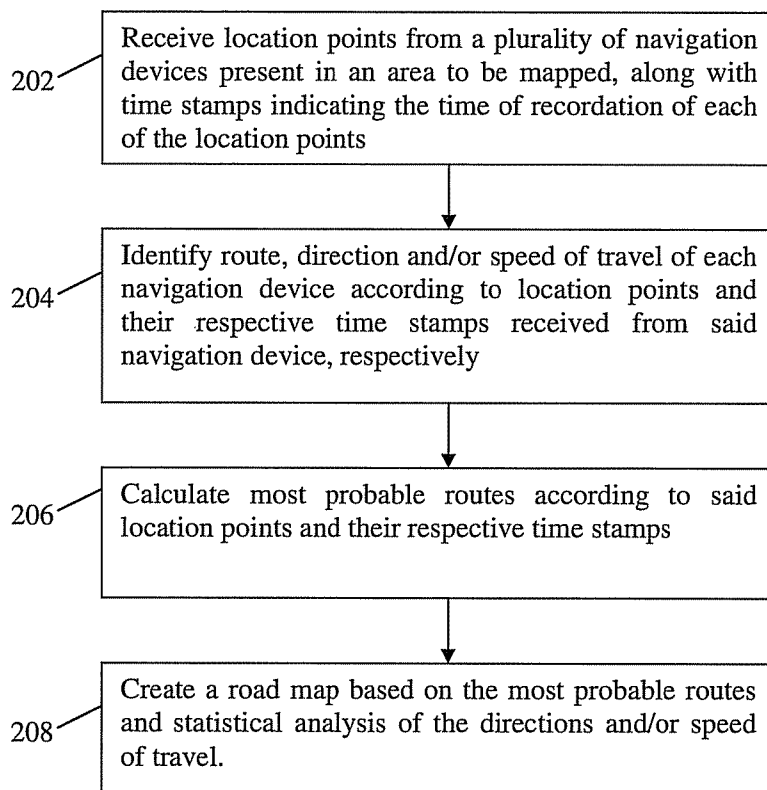 Receive location points from a plurality of navigation
202
devices present in an area to be mapped, along with
time stamps indicating the time of recordation of each
of the location points
Identify route, direction and/or speed of travel of each
204
navigation device according to location points and
their respective time stamps received from said
navigation device, respectively
206
Calculate most probable routes according to said
location points and their respective time stamps
Create a road map based on the most probable routes
208
and statistical analysis of the directions and/or speed
of travel.